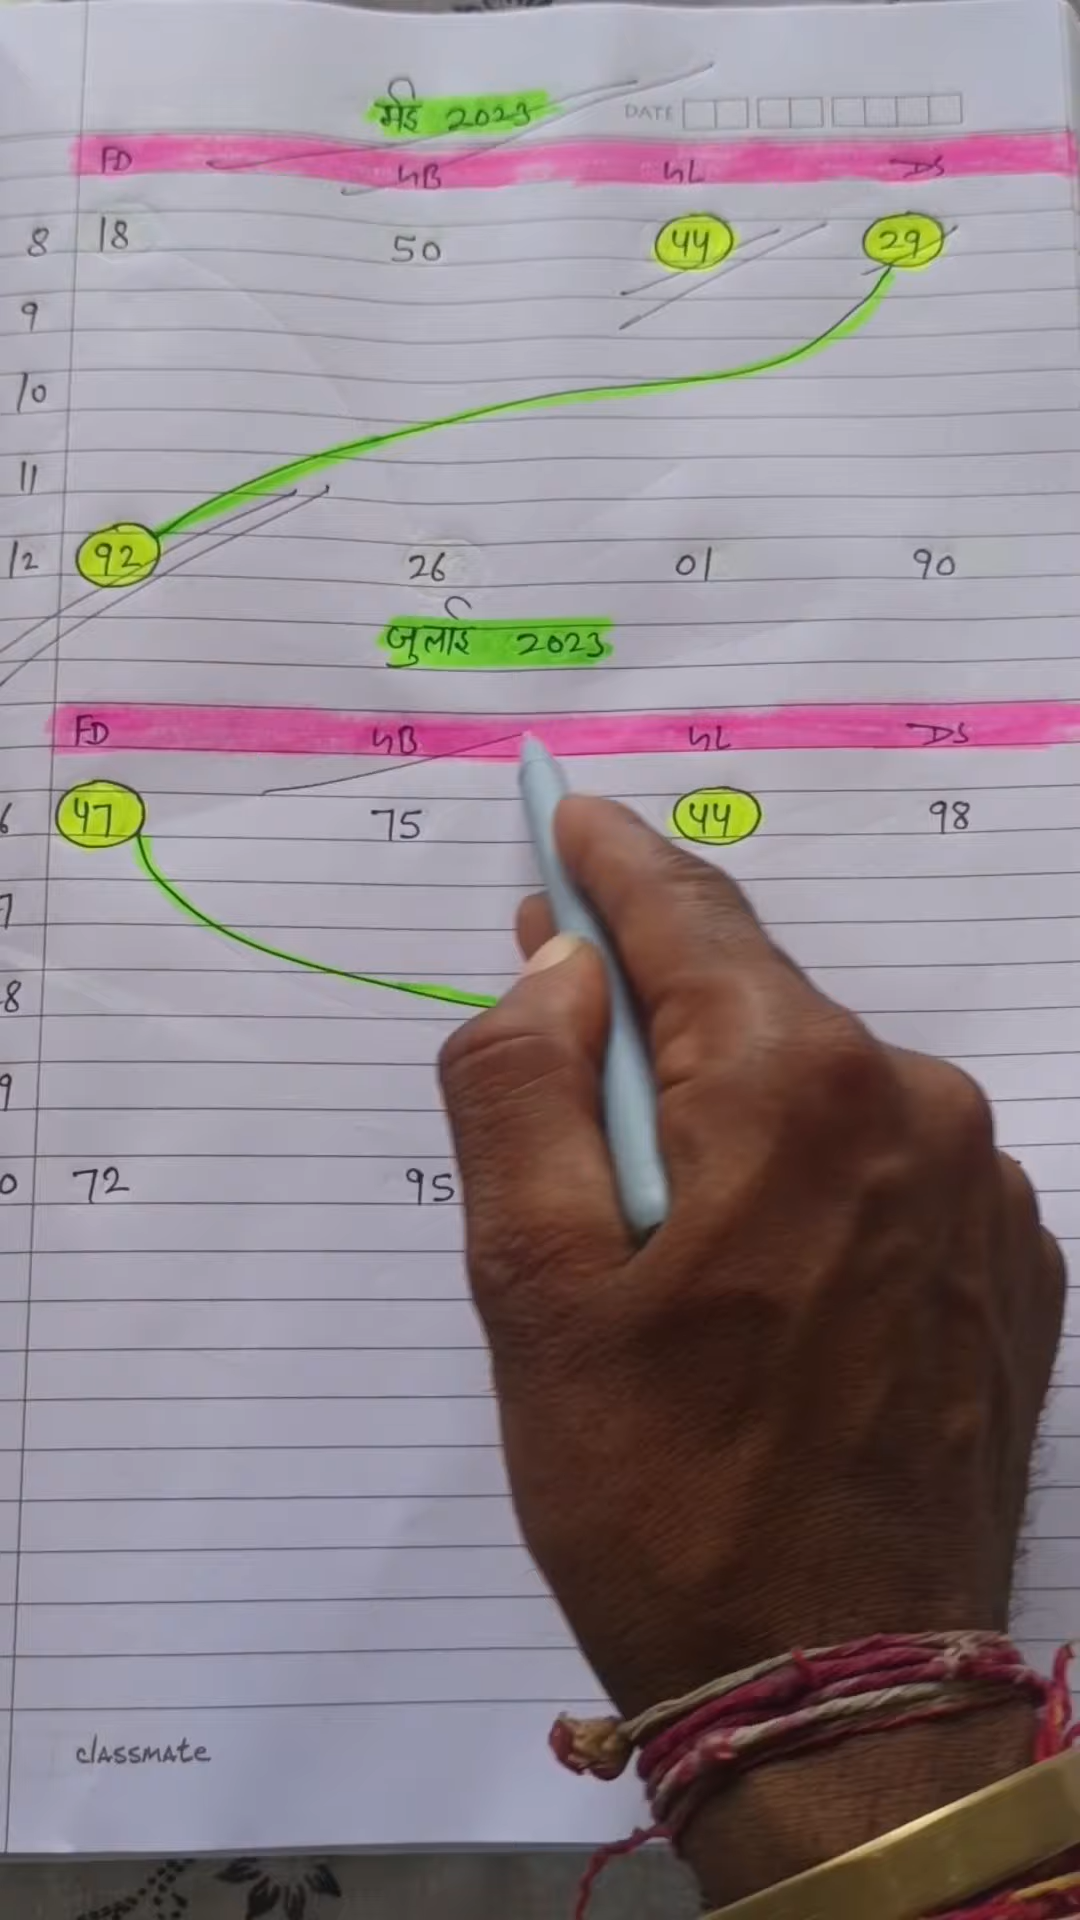 मई 2023
DATE
FD GB GL DS
8 18 50 44 29
9
10
11
12 92 26 01 90
जुलाई 2023
FD GB GL DS
6 47 75 44 98
7
8
9
0 72 95
classmate